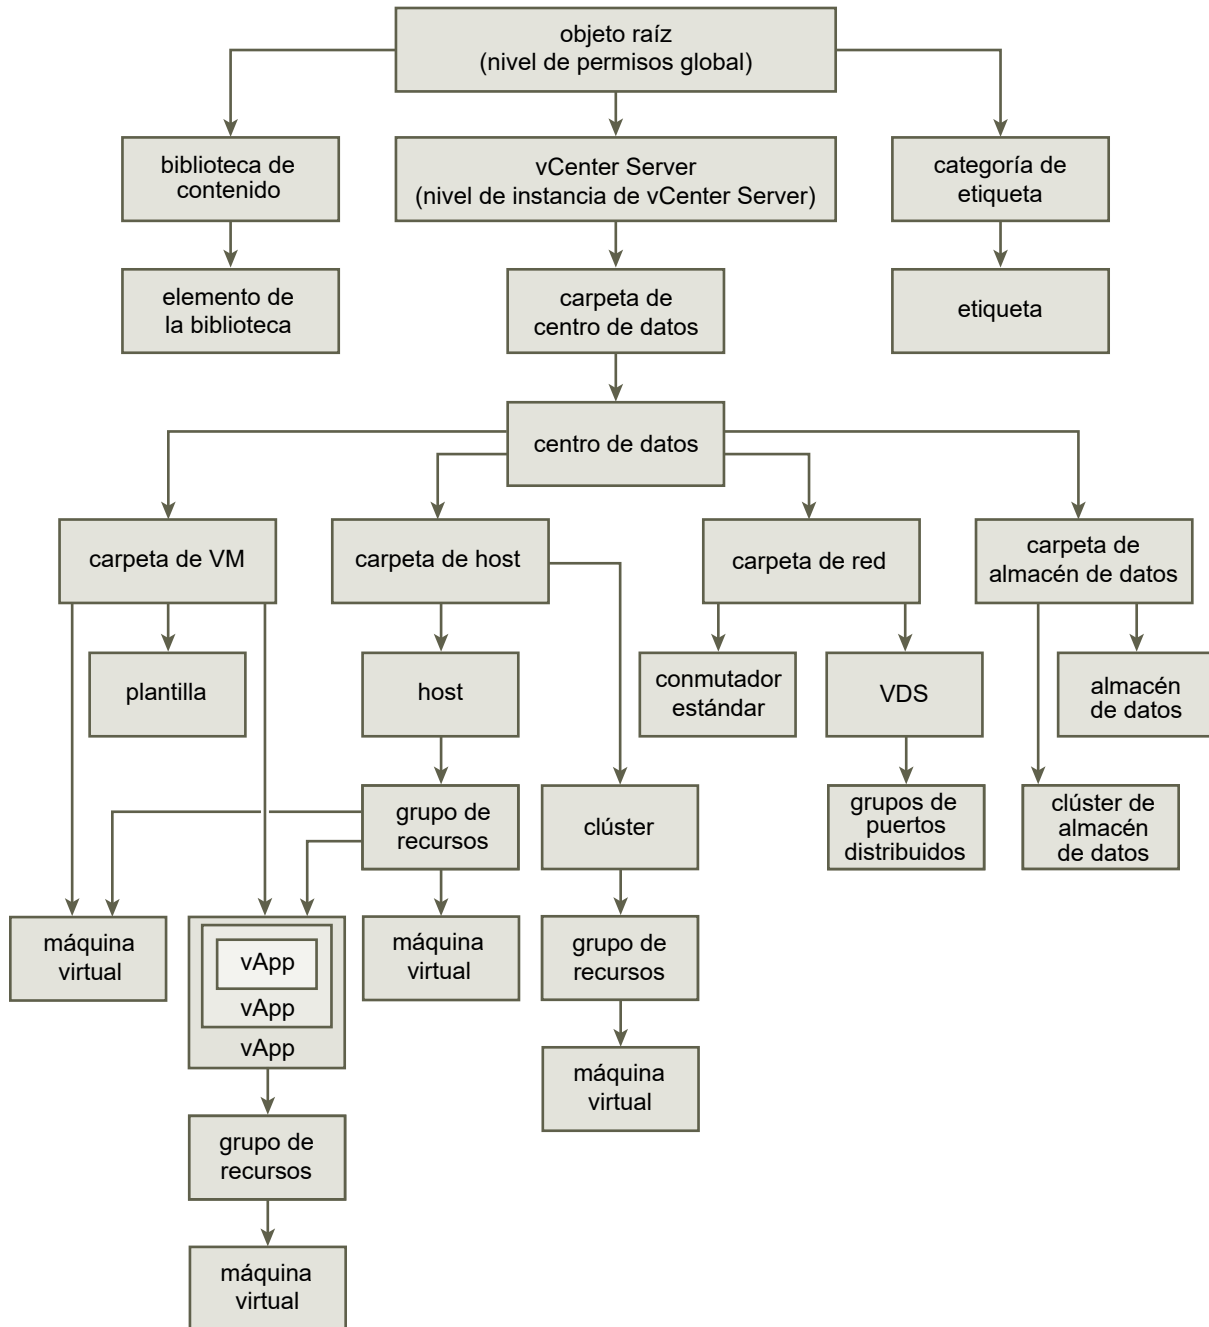 objeto raíz
(nivel de permisos global)
biblioteca de
contenido
vCenter Server
(nivel de instancia de vCenter Server)
categoría de
etiqueta
elemento de
la biblioteca
carpeta de
centro de datos
etiqueta
centro de datos
carpeta de VM
carpeta de host
carpeta de red
carpeta de
almacén de datos
plantilla
host
conmutador
estándar
VDS
almacén
de datos
grupo de
recursos
clúster
grupos de
puertos
distribuidos
clúster de
almacén
de datos
máquina
virtual
vApp
vApp
vApp
máquina
virtual
grupo de
recursos
máquina
virtual
grupo de
recursos
máquina
virtual